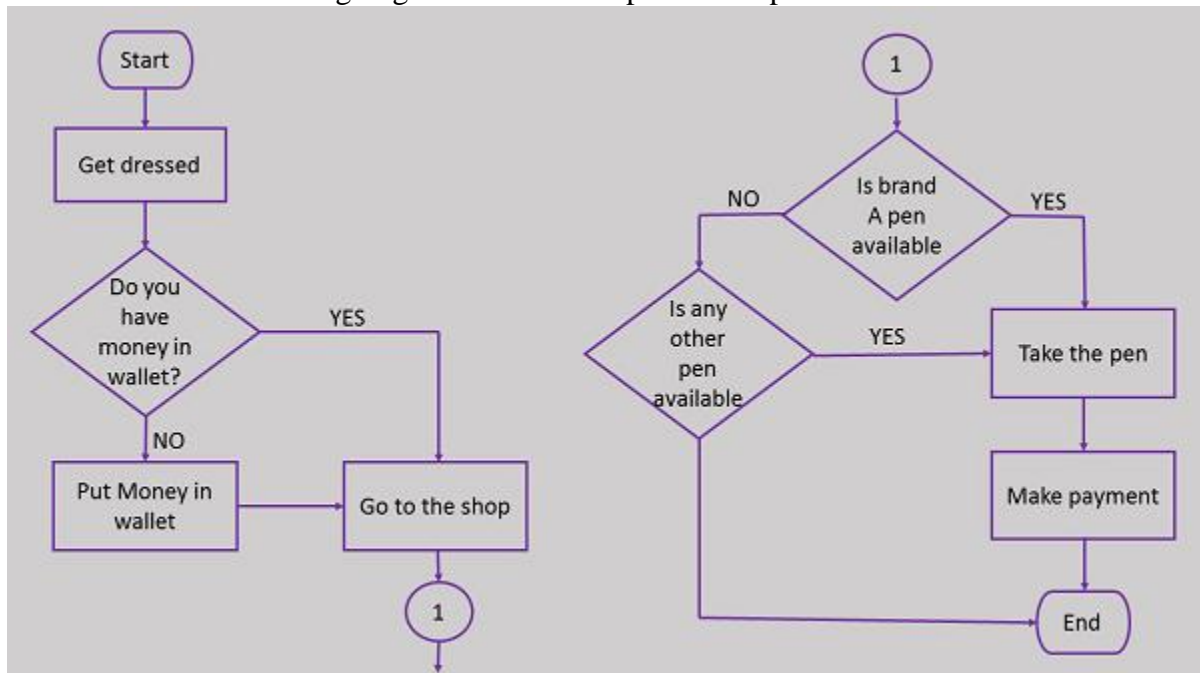 Start
Get dressed
Do you
have
money in
wallet?
YES
NO
Put Money in
wallet
Go to the shop
1
1
Is brand
A pen
available
NO
YES
Is any
other
pen
available
YES
Take the pen
Make payment
End